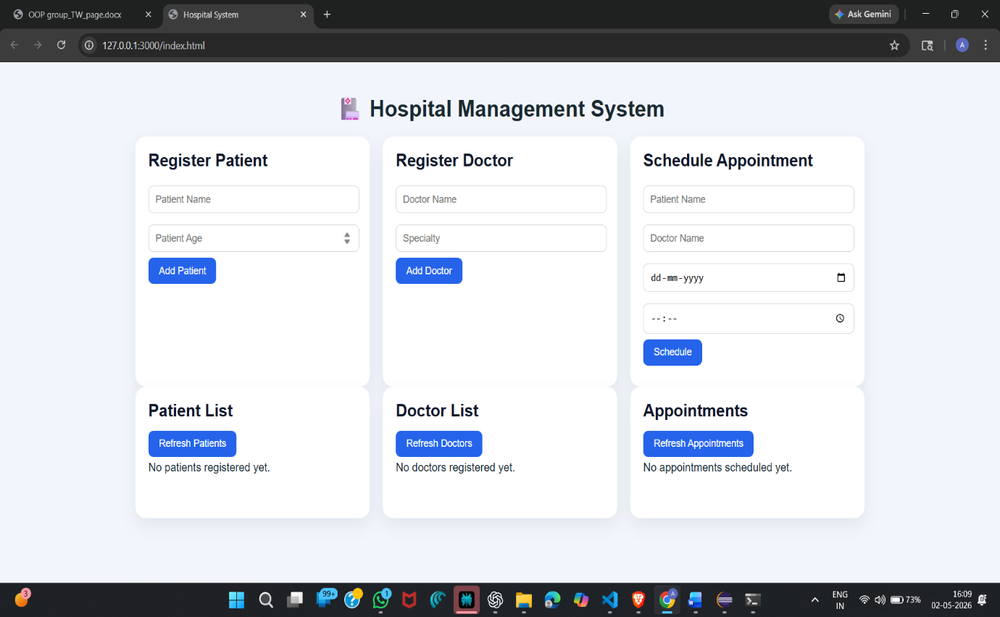 OOP group_TW_page.docx
Hospital System
Ask Gemini
127.0.0.1:3000/index.html
A
Hospital Management System
Register Patient
Patient Name
Patient Age
Add Patient
Register Doctor
Doctor Name
Specialty
Add Doctor
Schedule Appointment
Patient Name
Doctor Name
dd-mm-yyyy
--:--
Schedule
Patient List
Refresh Patients
No patients registered yet.
Doctor List
Refresh Doctors
No doctors registered yet.
Appointments
Refresh Appointments
No appointments scheduled yet.
3
99+
1
A
ENG
IN
73%
16:09
02-05-2026